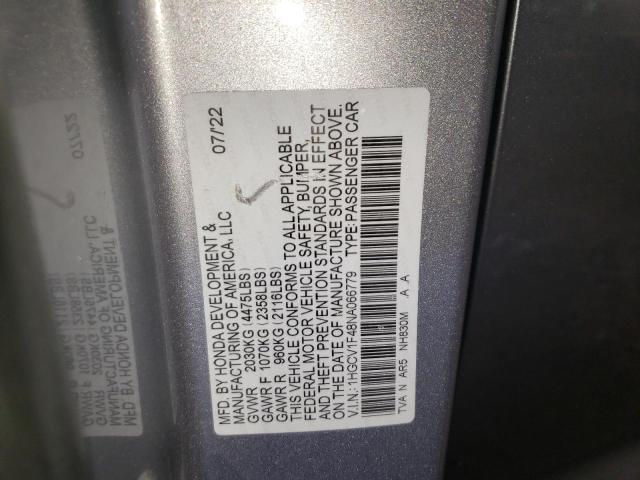 MFD. BY HONDA DEVELOPMENT & 07/'22
MANUFACTURING OF AMERICA, LLC
GVWR 2030KG (4475LBS)
GAWR F 1070KG (2358LBS)
GAWR R 960KG (2116LBS)
THIS VEHICLE CONFORMS TO ALL APPLICABLE
FEDERAL MOTOR VEHICLE SAFETY, BUMPER,
AND THEFT PREVENTION STANDARDS IN EFFECT
ON THE DATE OF MANUFACTURE SHOWN ABOVE.
V.I.N.: 1HGCV1F48NA066779 TYPE:PASSENGER CAR
TVA N AR5 NH830M A .A